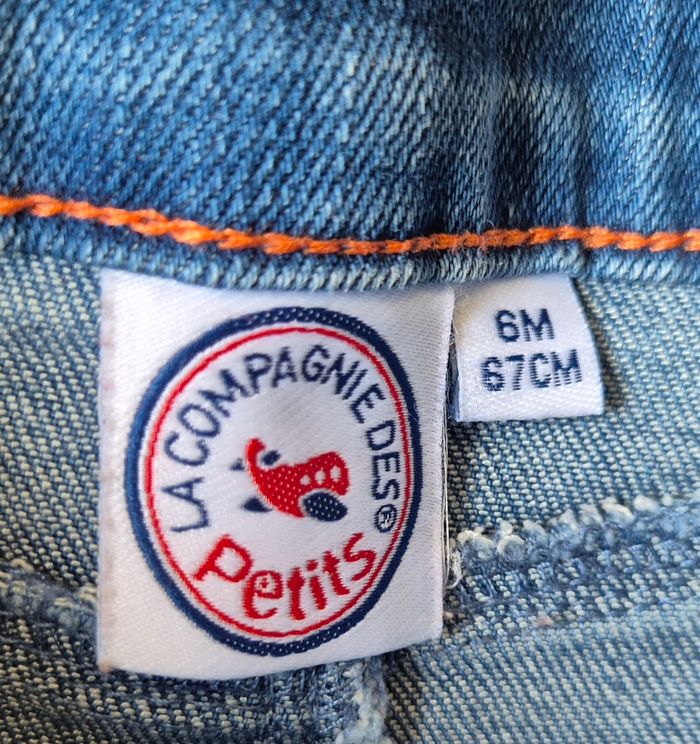 LA COMPAGNIE DES®
Petits
6M
67CM